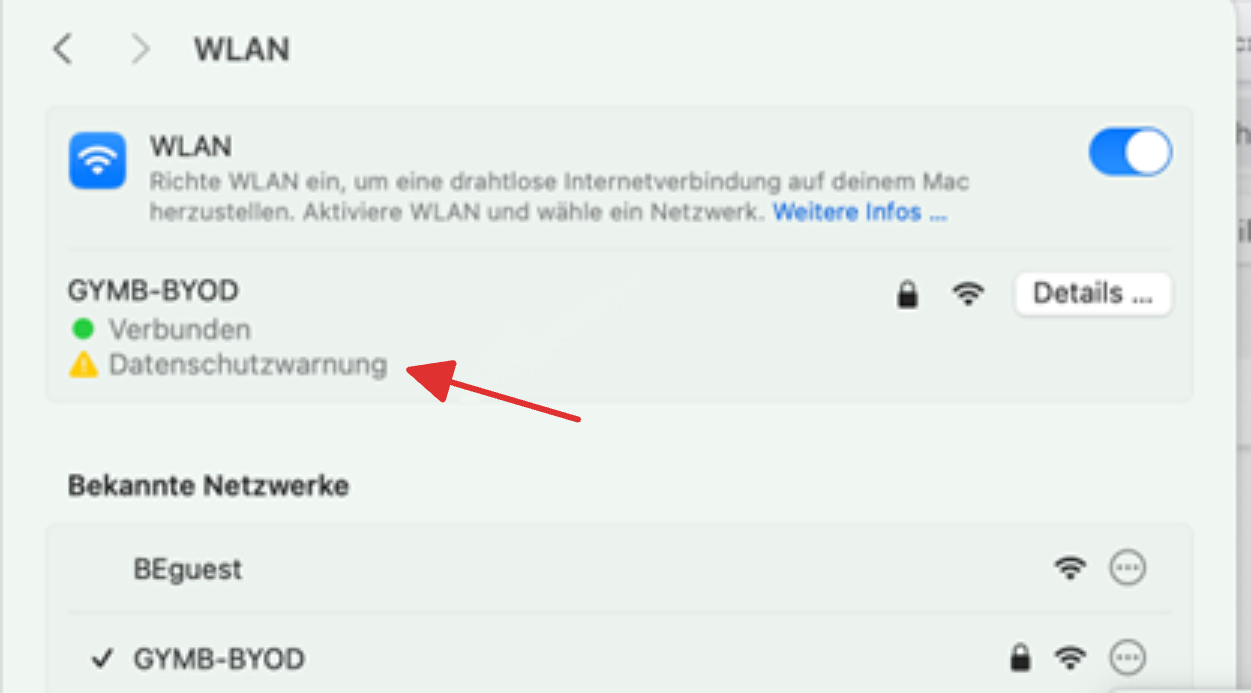 WLAN
WLAN
Richte WLAN ein, um eine drahtlose Internetverbindung auf deinem Mac
herzustellen. Aktiviere WLAN und wähle ein Netzwerk. Weitere Infos ...
GYMB-BYOD
Details ...
Verbunden
Datenschutzwarnung
Bekannte Netzwerke
BEguest
GYMB-BYOD